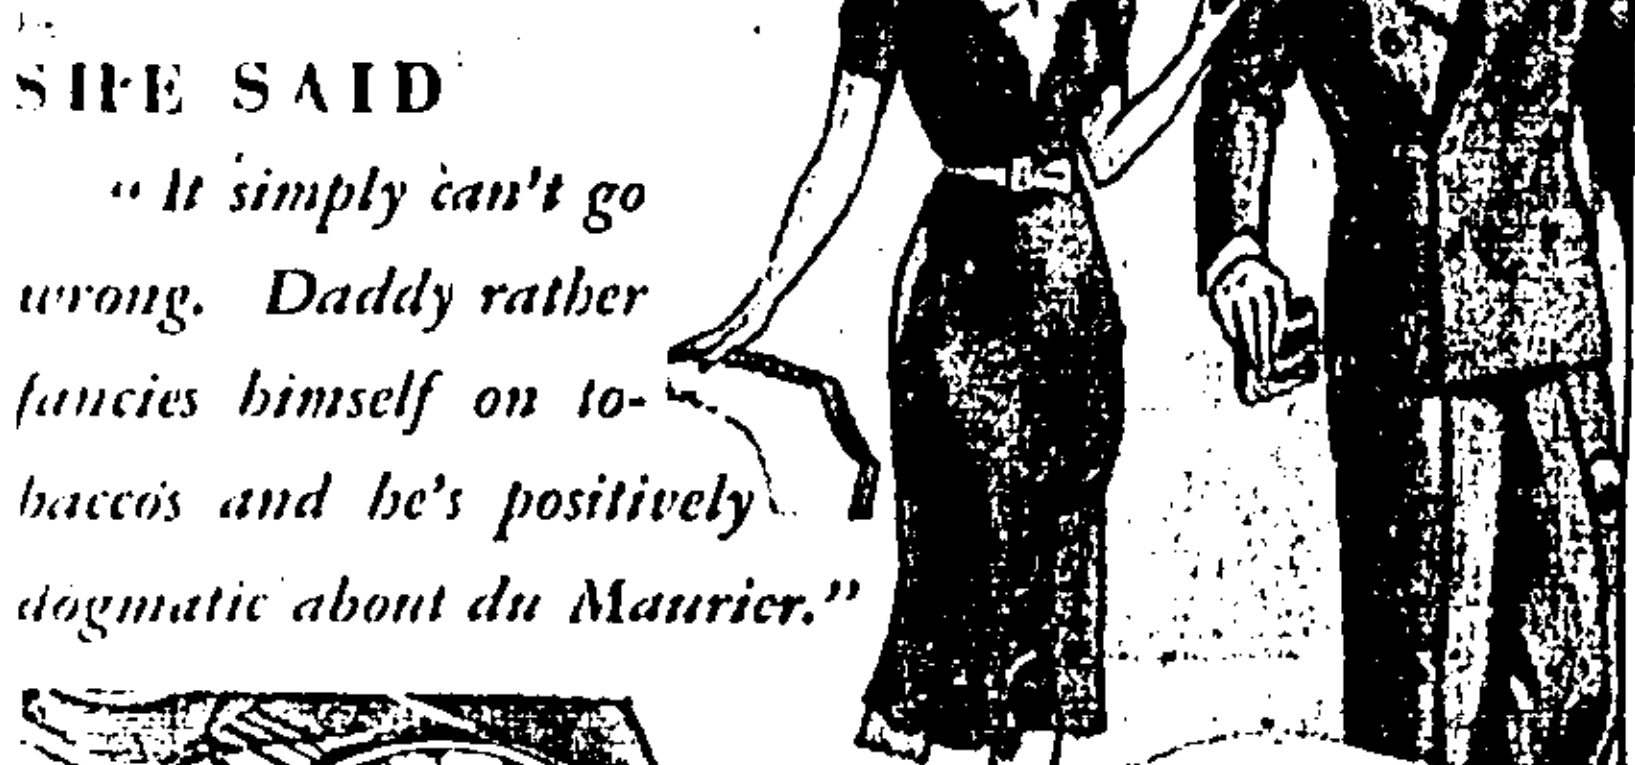 SHE SAID
"It simply can't go
wrong. Daddy rather
fancies himself on to-
baccos and he's positively
dogmatic about du Maurier."